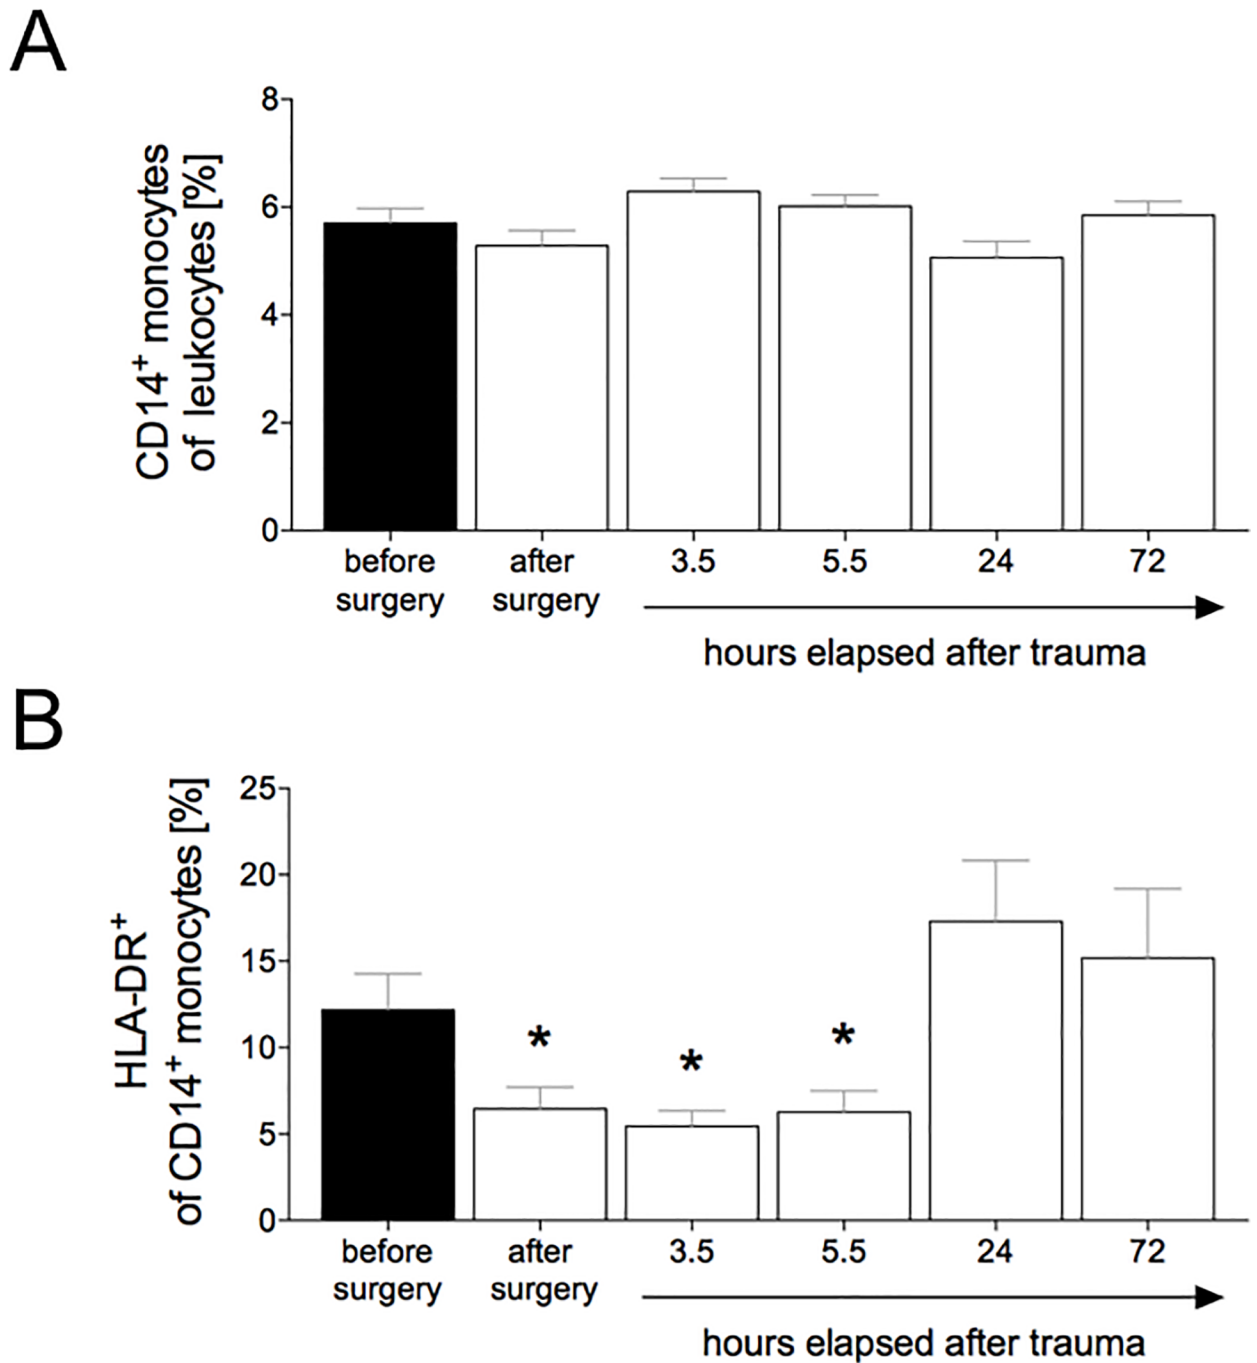 A
CD14+ monocytes
of leukocytes [%]
8
6
4
2
0
before
surgery
after
surgery
3.5
5.5
24
72
hours elapsed after trauma
B
HLA-DR+
of CD14+ monocytes [%]
25
20
15
10
5
0
*
*
*
before
surgery
after
surgery
3.5
5.5
24
72
hours elapsed after trauma